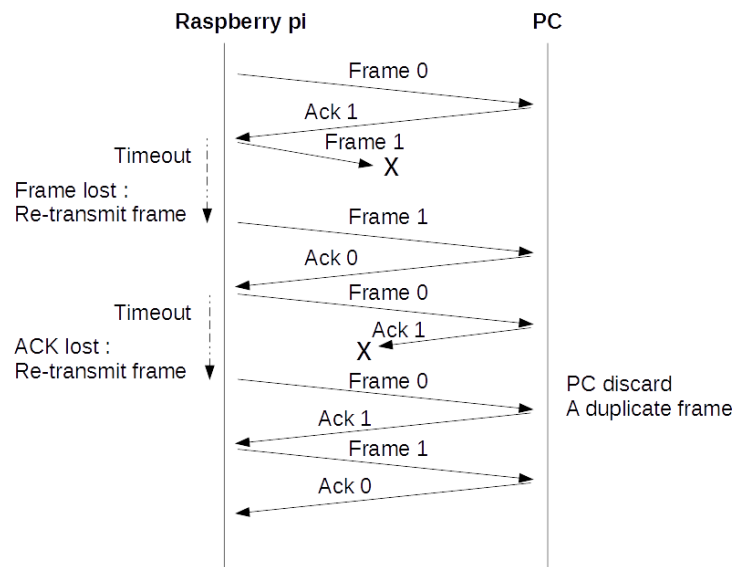 Raspberry pi
PC
Frame 0
Ack 1
Frame 1
X
Timeout
Frame lost :
Re-transmit frame
Frame 1
Ack 0
Frame 0
Timeout
Ack 1
X
ACK lost :
Re-transmit frame
Frame 0
PC discard
A duplicate frame
Ack 1
Frame 1
Ack 0